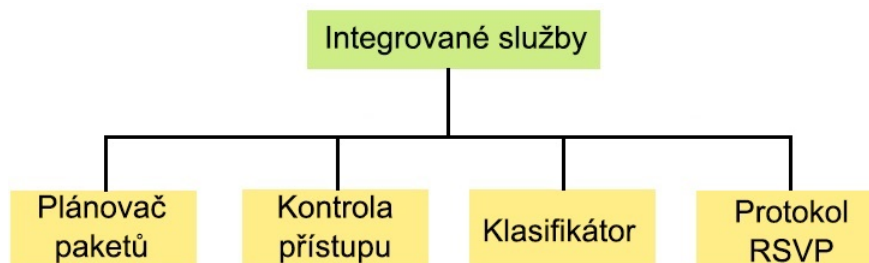 Integrované služby
Plánovač
paketů
Kontrola
přístupu
Klasifikátor
Protokol
RSVP